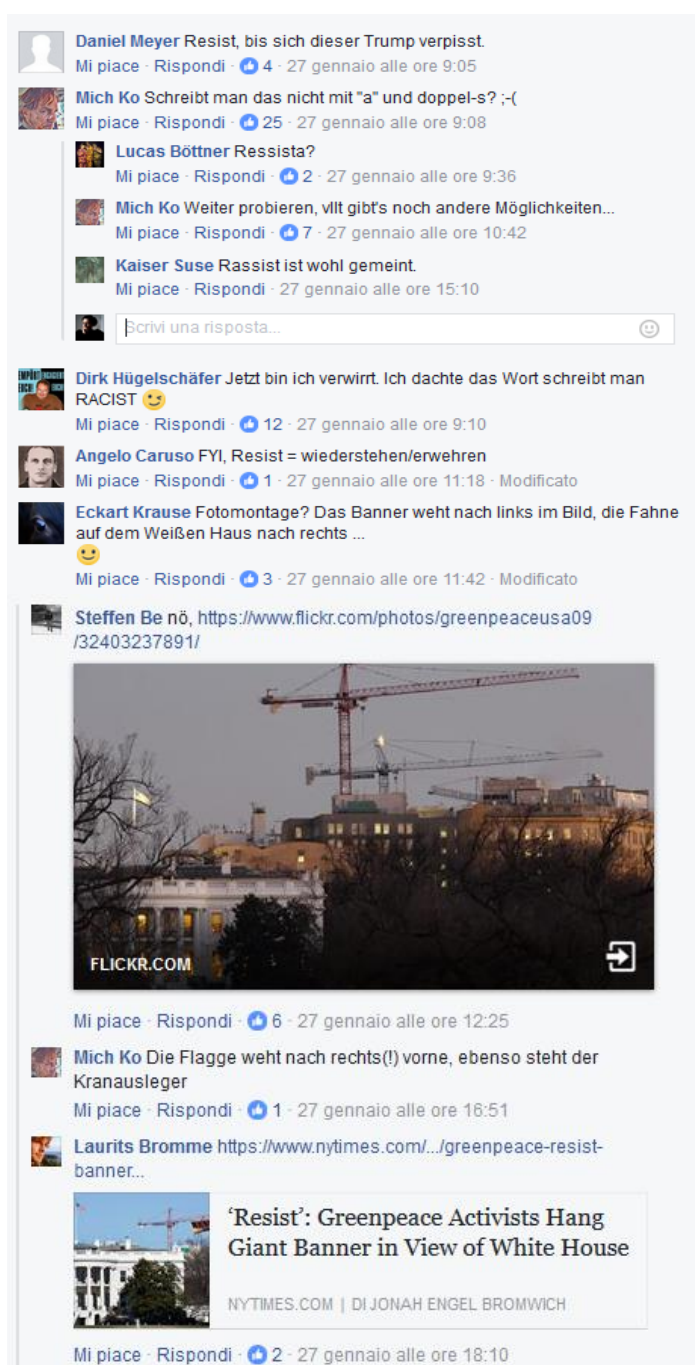 Daniel Meyer Resist, bis sich dieser Trump verpisst.
Mi piace · Rispondi · 4 · 27 gennaio alle ore 9:05
Mich Ko Schreibt man das nicht mit "a" und doppel-s? ;-(
Mi piace · Rispondi · 25 · 27 gennaio alle ore 9:08
Lucas Böttner Ressista?
Mi piace · Rispondi · 2 · 27 gennaio alle ore 9:36
Mich Ko Weiter probieren, vllt gibt's noch andere Möglichkeiten...
Mi piace · Rispondi · 7 · 27 gennaio alle ore 10:42
Kaiser Suse Rassist ist wohl gemeint.
Mi piace · Rispondi · 27 gennaio alle ore 15:10
Scrivi una risposta...
Dirk Hügelschäfer Jetzt bin ich verwirrt. Ich dachte das Wort schreibt man
RACIST 😉
Mi piace · Rispondi · 12 · 27 gennaio alle ore 9:10
Angelo Caruso FYI, Resist = wiederstehen/erwehren
Mi piace · Rispondi · 1 · 27 gennaio alle ore 11:18 · Modificato
Eckart Krause Fotomontage? Das Banner weht nach links im Bild, die Fahne
auf dem Weißen Haus nach rechts ...
🙂
Mi piace · Rispondi · 3 · 27 gennaio alle ore 11:42 · Modificato
Steffen Be nö, https://www.flickr.com/photos/greenpeaceusa09
/32403237891/
FLICKR.COM
Mi piace · Rispondi · 6 · 27 gennaio alle ore 12:25
Mich Ko Die Flagge weht nach rechts(!) vorne, ebenso steht der
Kranausleger
Mi piace · Rispondi · 1 · 27 gennaio alle ore 16:51
Laurits Bromme https://www.nytimes.com/.../greenpeace-resist-
banner...
'Resist': Greenpeace Activists Hang
Giant Banner in View of White House
NYTIMES.COM | DI JONAH ENGEL BROMWICH
Mi piace · Rispondi · 2 · 27 gennaio alle ore 18:10